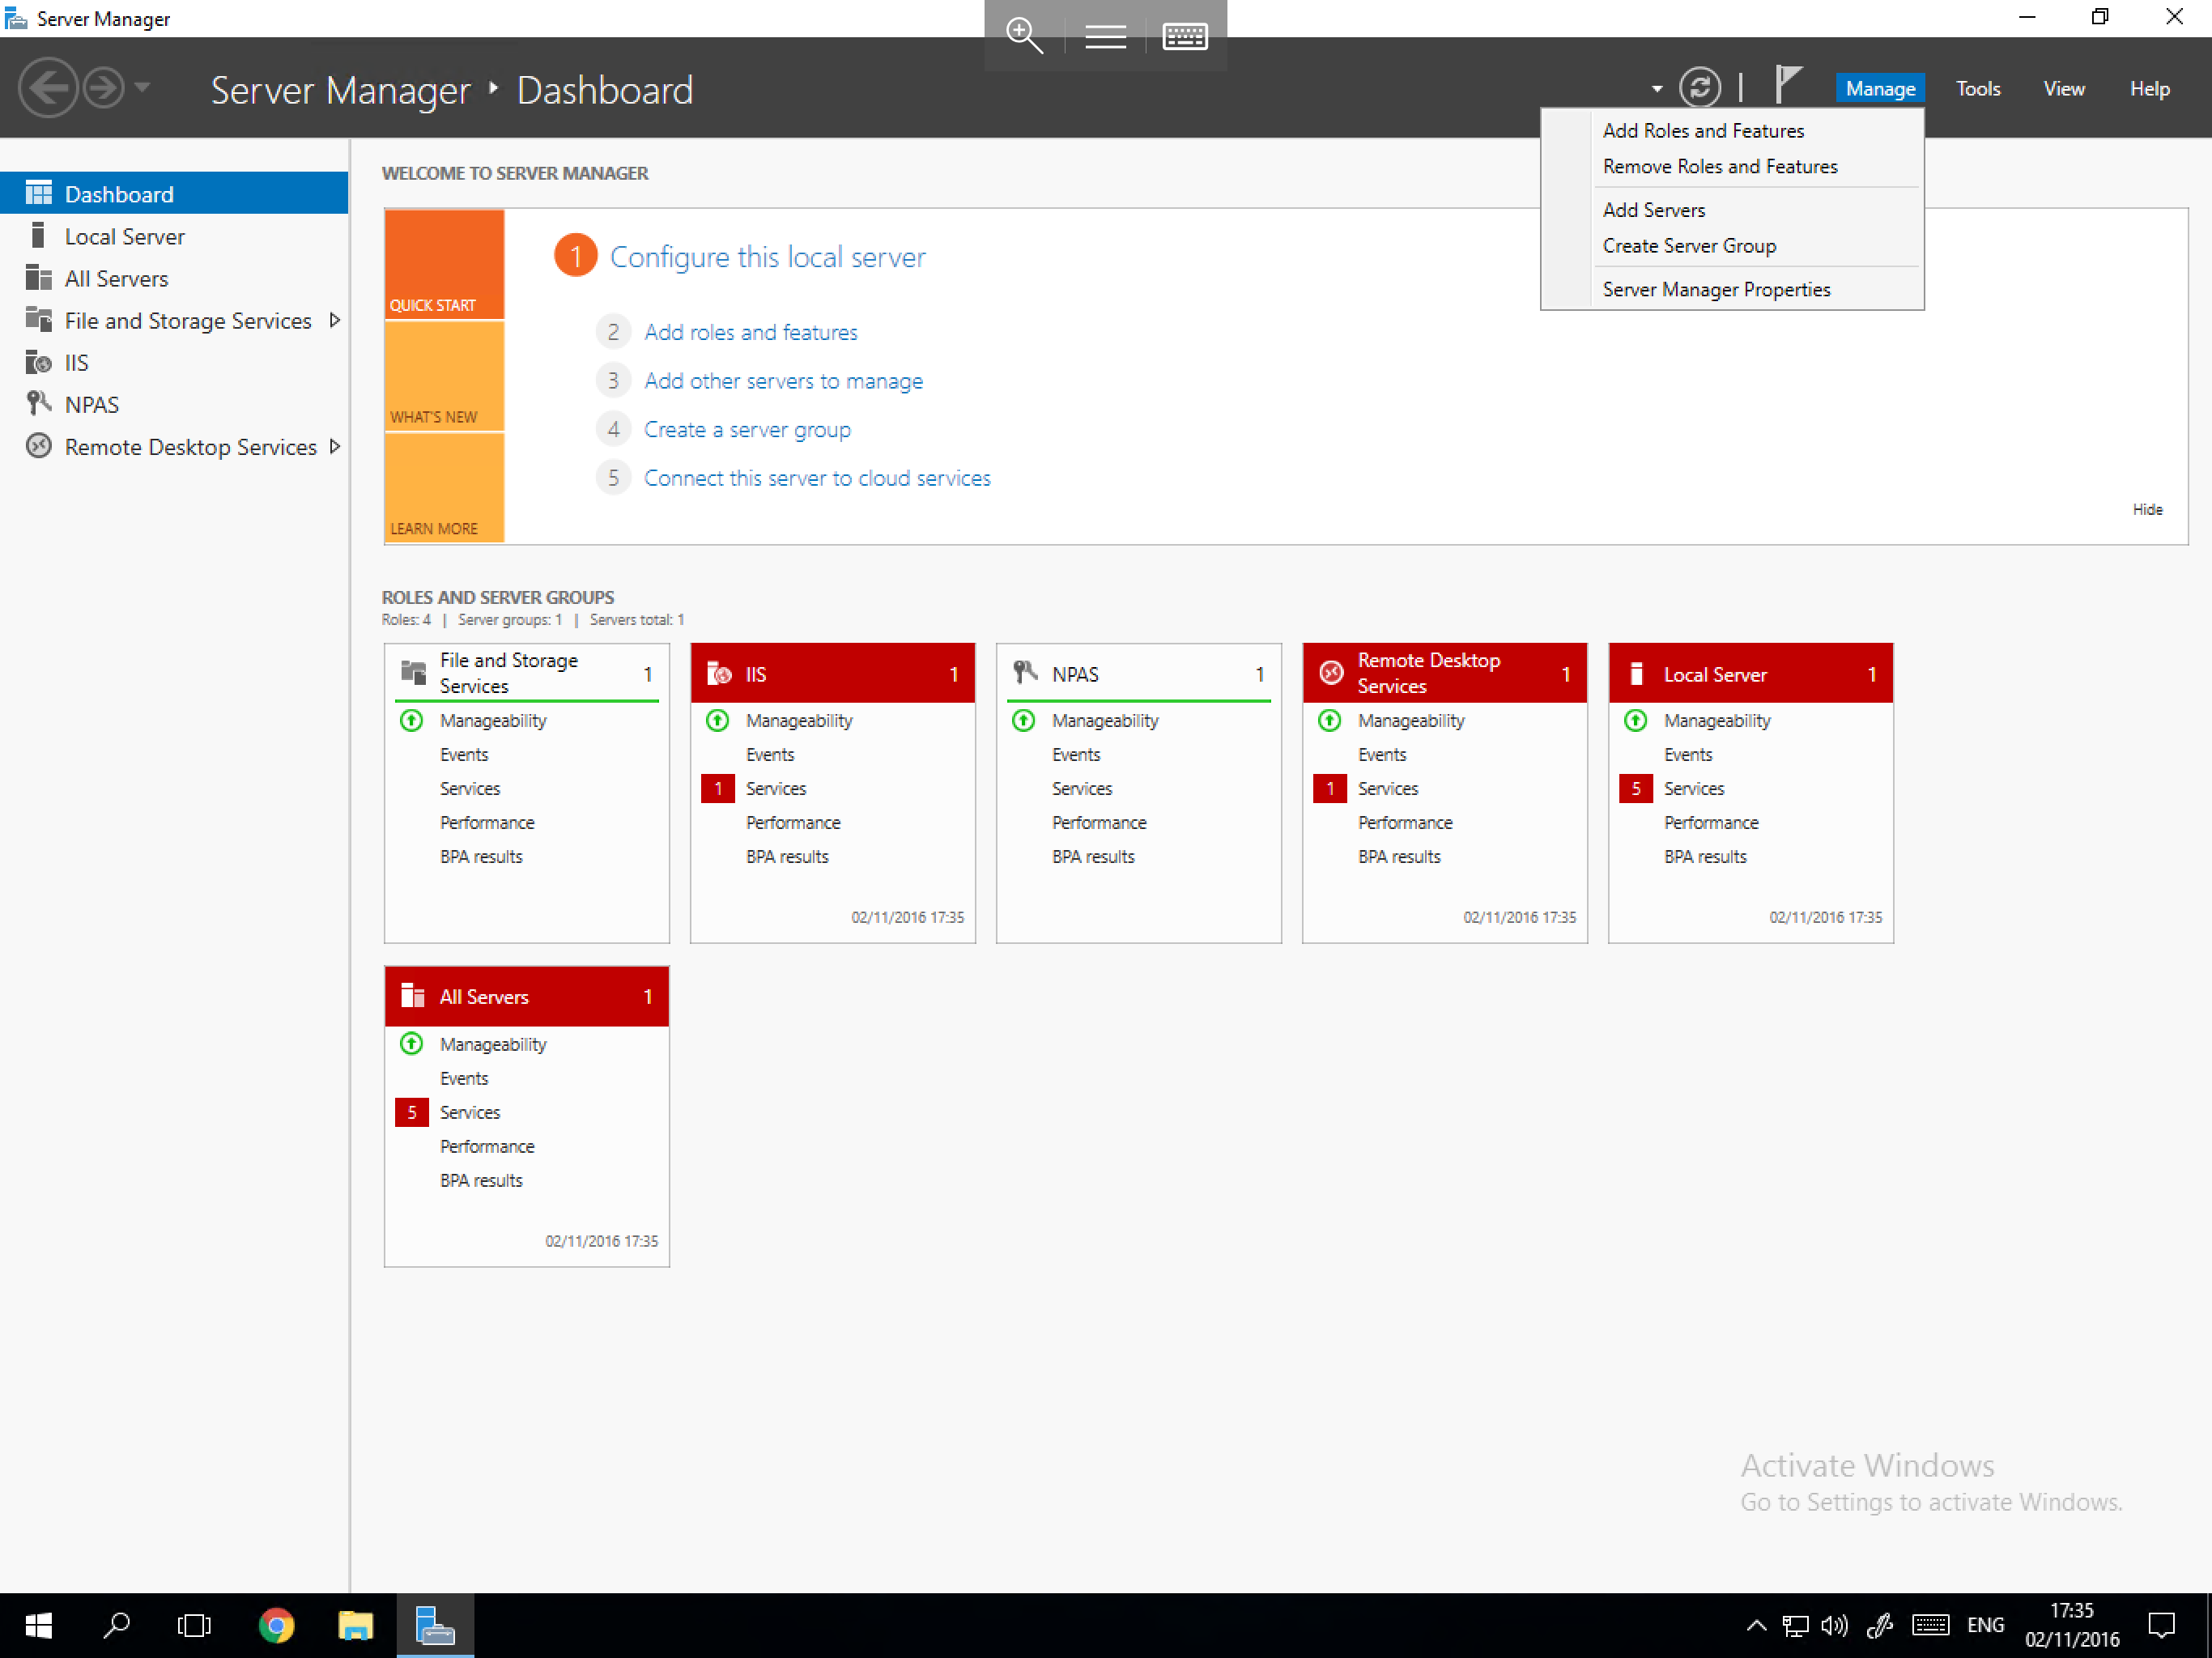 Server Manager
Server Manager ‣ Dashboard
Manage Tools View Help
Add Roles and Features
Remove Roles and Features
Add Servers
Create Server Group
Server Manager Properties
Dashboard
Local Server
All Servers
File and Storage Services
IIS
NPAS
Remote Desktop Services
WELCOME TO SERVER MANAGER
QUICK START
WHAT'S NEW
LEARN MORE
1 Configure this local server
2 Add roles and features
3 Add other servers to manage
4 Create a server group
5 Connect this server to cloud services
Hide
ROLES AND SERVER GROUPS
Roles: 4 | Server groups: 1 | Servers total: 1
File and Storage
Services 1
Manageability
Events
Services
Performance
BPA results
IIS 1
Manageability
Events
1 Services
Performance
BPA results
02/11/2016 17:35
NPAS 1
Manageability
Events
Services
Performance
BPA results
Remote Desktop
Services 1
Manageability
Events
1 Services
Performance
BPA results
02/11/2016 17:35
Local Server 1
Manageability
Events
5 Services
Performance
BPA results
02/11/2016 17:35
All Servers 1
Manageability
Events
5 Services
Performance
BPA results
02/11/2016 17:35
Activate Windows
Go to Settings to activate Windows.
ENG
17:35
02/11/2016